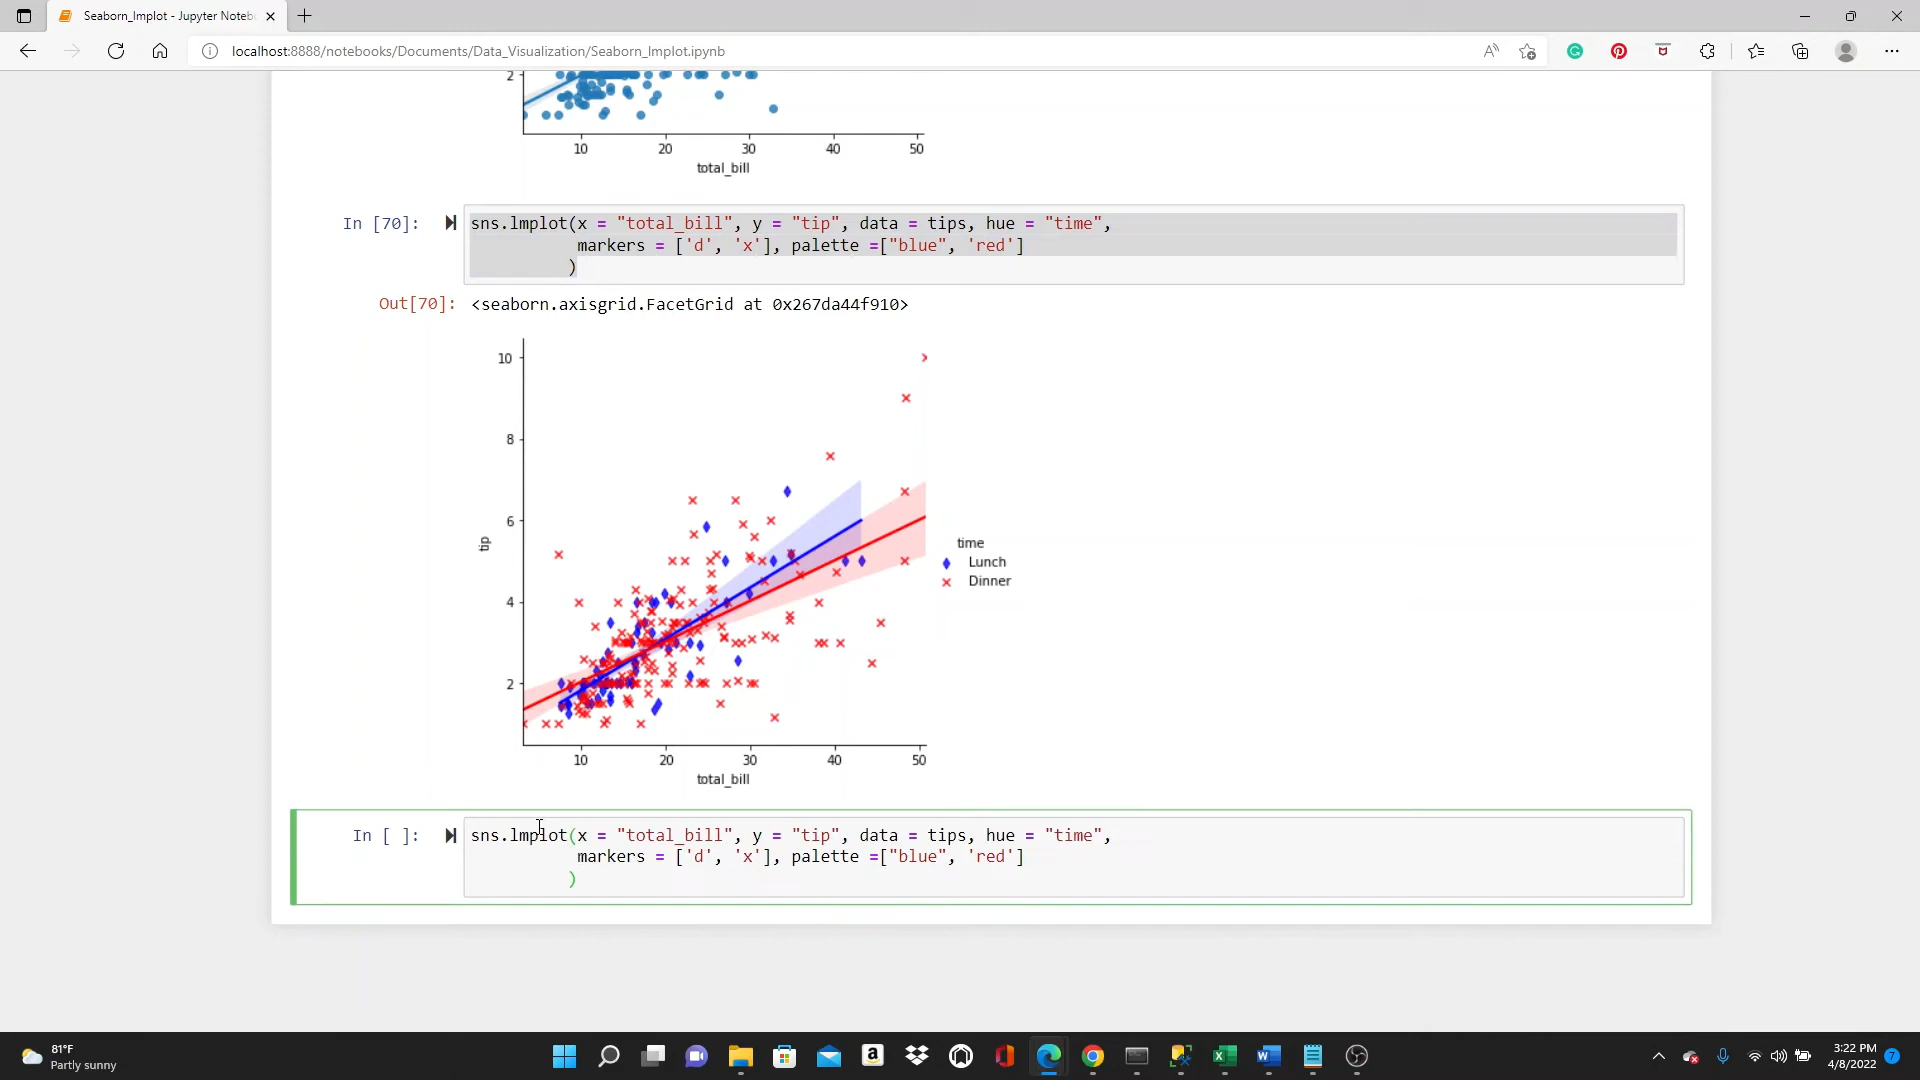 Seaborn_lmplot - Jupyter Noteb
localhost:8888/notebooks/Documents/Data_Visualization/Seaborn_lmplot.ipynb
2
10 20 30 40 50
total_bill
In [70]: sns.lmplot(x = "total_bill", y = "tip", data = tips, hue = "time",
markers = ['d', 'x'], palette =["blue", 'red']
)
Out[70]: <seaborn.axisgrid.FacetGrid at 0x267da44f910>
10
8
6
4
2
tip
time
Lunch
Dinner
10 20 30 40 50
total_bill
In [ ]: sns.lmplot(x = "total_bill", y = "tip", data = tips, hue = "time",
markers = ['d', 'x'], palette =["blue", 'red']
)
81°F
Partly sunny
3:22 PM
4/8/2022
7